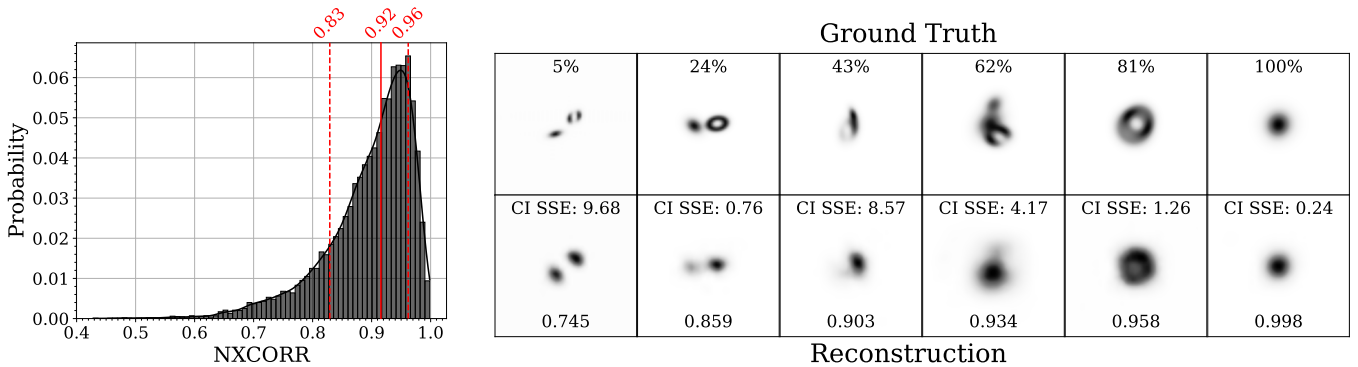 0.83 0.92 0.96
Probability
0.06
0.05
0.04
0.03
0.02
0.01
0.00
0.4 0.5 0.6 0.7 0.8 0.9 1.0
NXCORR
Ground Truth
5% 24% 43% 62% 81% 100%
CI SSE: 9.68 CI SSE: 0.76 CI SSE: 8.57 CI SSE: 4.17 CI SSE: 1.26 CI SSE: 0.24
0.745 0.859 0.903 0.934 0.958 0.998
Reconstruction